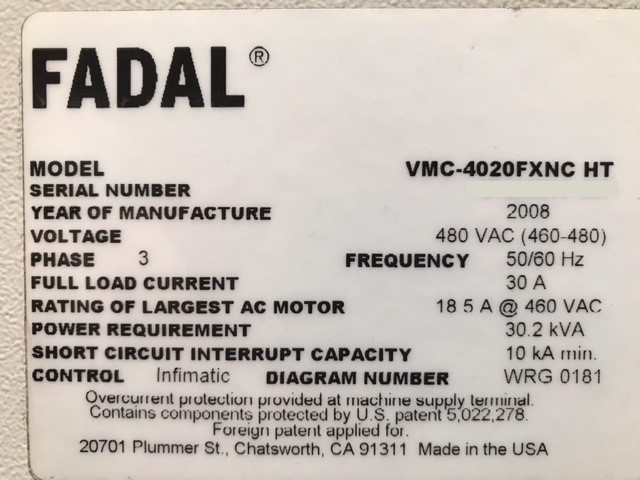 FADAL®
MODEL VMC-4020FXNC HT
SERIAL NUMBER
YEAR OF MANUFACTURE 2008
VOLTAGE 480 VAC (460-480)
PHASE 3 FREQUENCY 50/60 Hz
FULL LOAD CURRENT 30 A
RATING OF LARGEST AC MOTOR 18 5 A @ 460 VAC
POWER REQUIREMENT 30.2 kVA
SHORT CIRCUIT INTERRUPT CAPACITY 10 kA min.
CONTROL Infimatic DIAGRAM NUMBER WRG 0181
Overcurrent protection provided at machine supply terminal.
Contains components protected by U.S. patent 5,022,278.
Foreign patent applied for.
20701 Plummer St., Chatsworth, CA 91311 Made in the USA